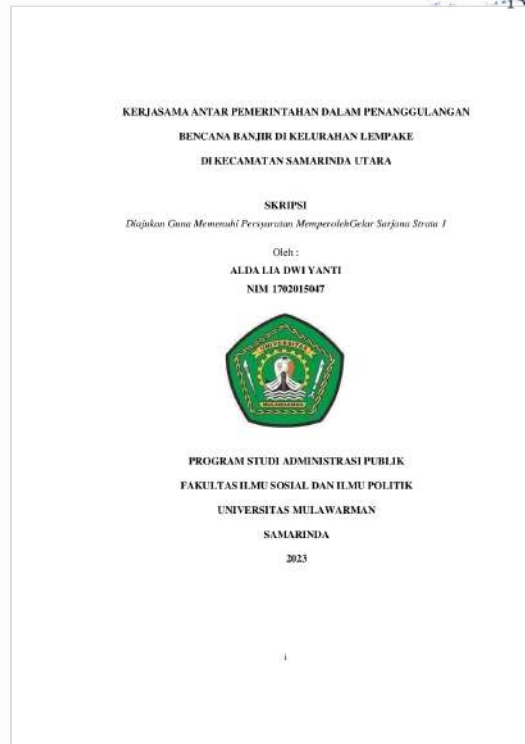 KERJASAMA ANTAR PEMERINTAHAN DALAM PENANGGULANGAN
BENCANA BANJIR DI KELURAHAN LEMPAKE
DI KECAMATAN SAMARINDA UTARA
SKRIPSI
Diajukan Guna Memenuhi Persyaratan MemperolehGelar Sarjana Strata 1
Oleh :
ALDA LIA DWI YANTI
NIM 1702015047
UNIVERSITAS
MULAWARMAN
PROGRAM STUDI ADMINISTRASI PUBLIK
FAKULTAS ILMU SOSIAL DAN ILMU POLITIK
UNIVERSITAS MULAWARMAN
SAMARINDA
2023
i